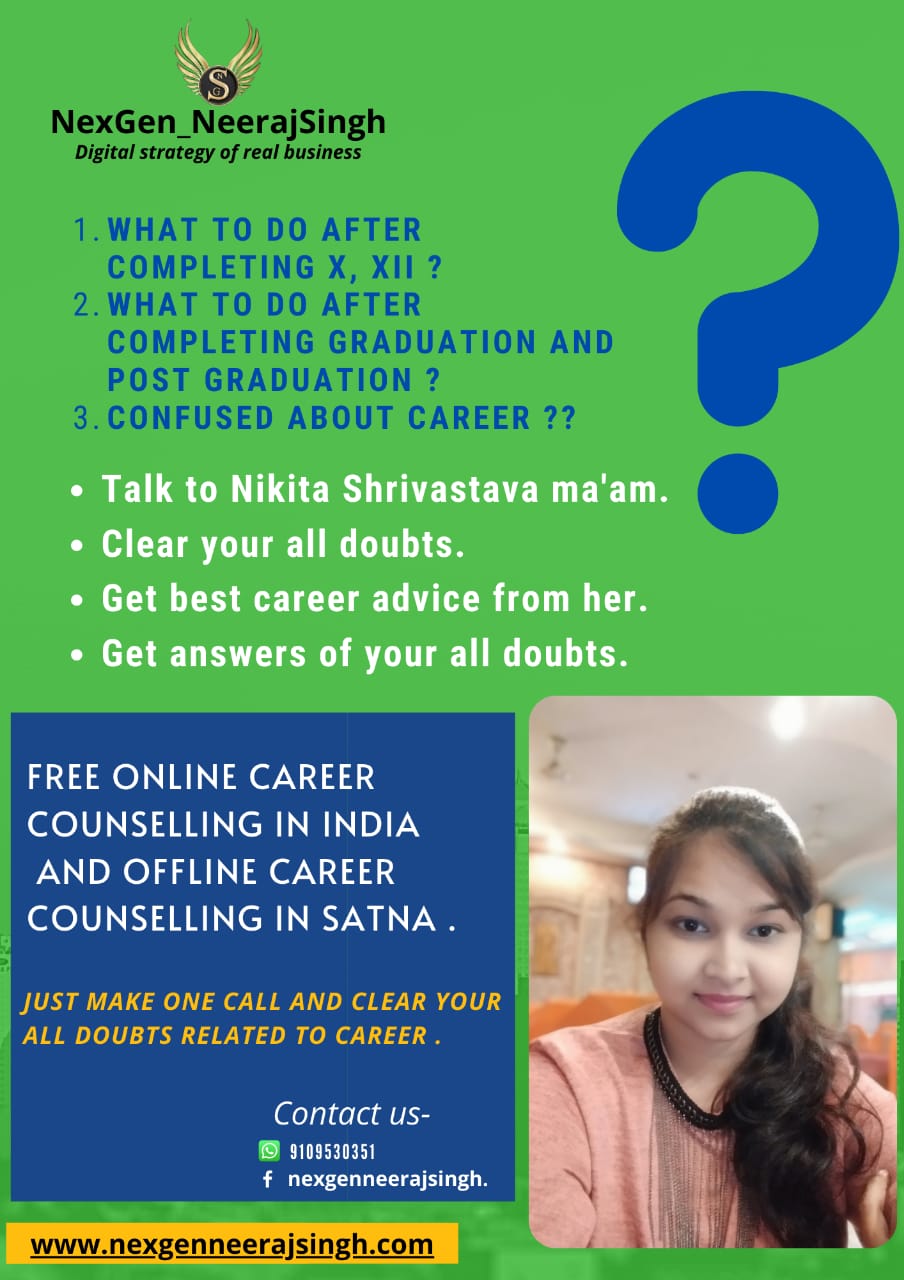 S
N
G
NexGen_NeerajSingh
Digital strategy of real business
1. WHAT TO DO AFTER
COMPLETING X, XII ?
2. WHAT TO DO AFTER
COMPLETING GRADUATION AND
POST GRADUATION ?
3. CONFUSED ABOUT CAREER ??
?
• Talk to Nikita Shrivastava ma'am.
• Clear your all doubts.
• Get best career advice from her.
• Get answers of your all doubts.
FREE ONLINE CAREER
COUNSELLING IN INDIA
AND OFFLINE CAREER
COUNSELLING IN SATNA .
JUST MAKE ONE CALL AND CLEAR YOUR
ALL DOUBTS RELATED TO CAREER .
Contact us-
9109530351
f nexgenneerajsingh.
www.nexgenneerajsingh.com